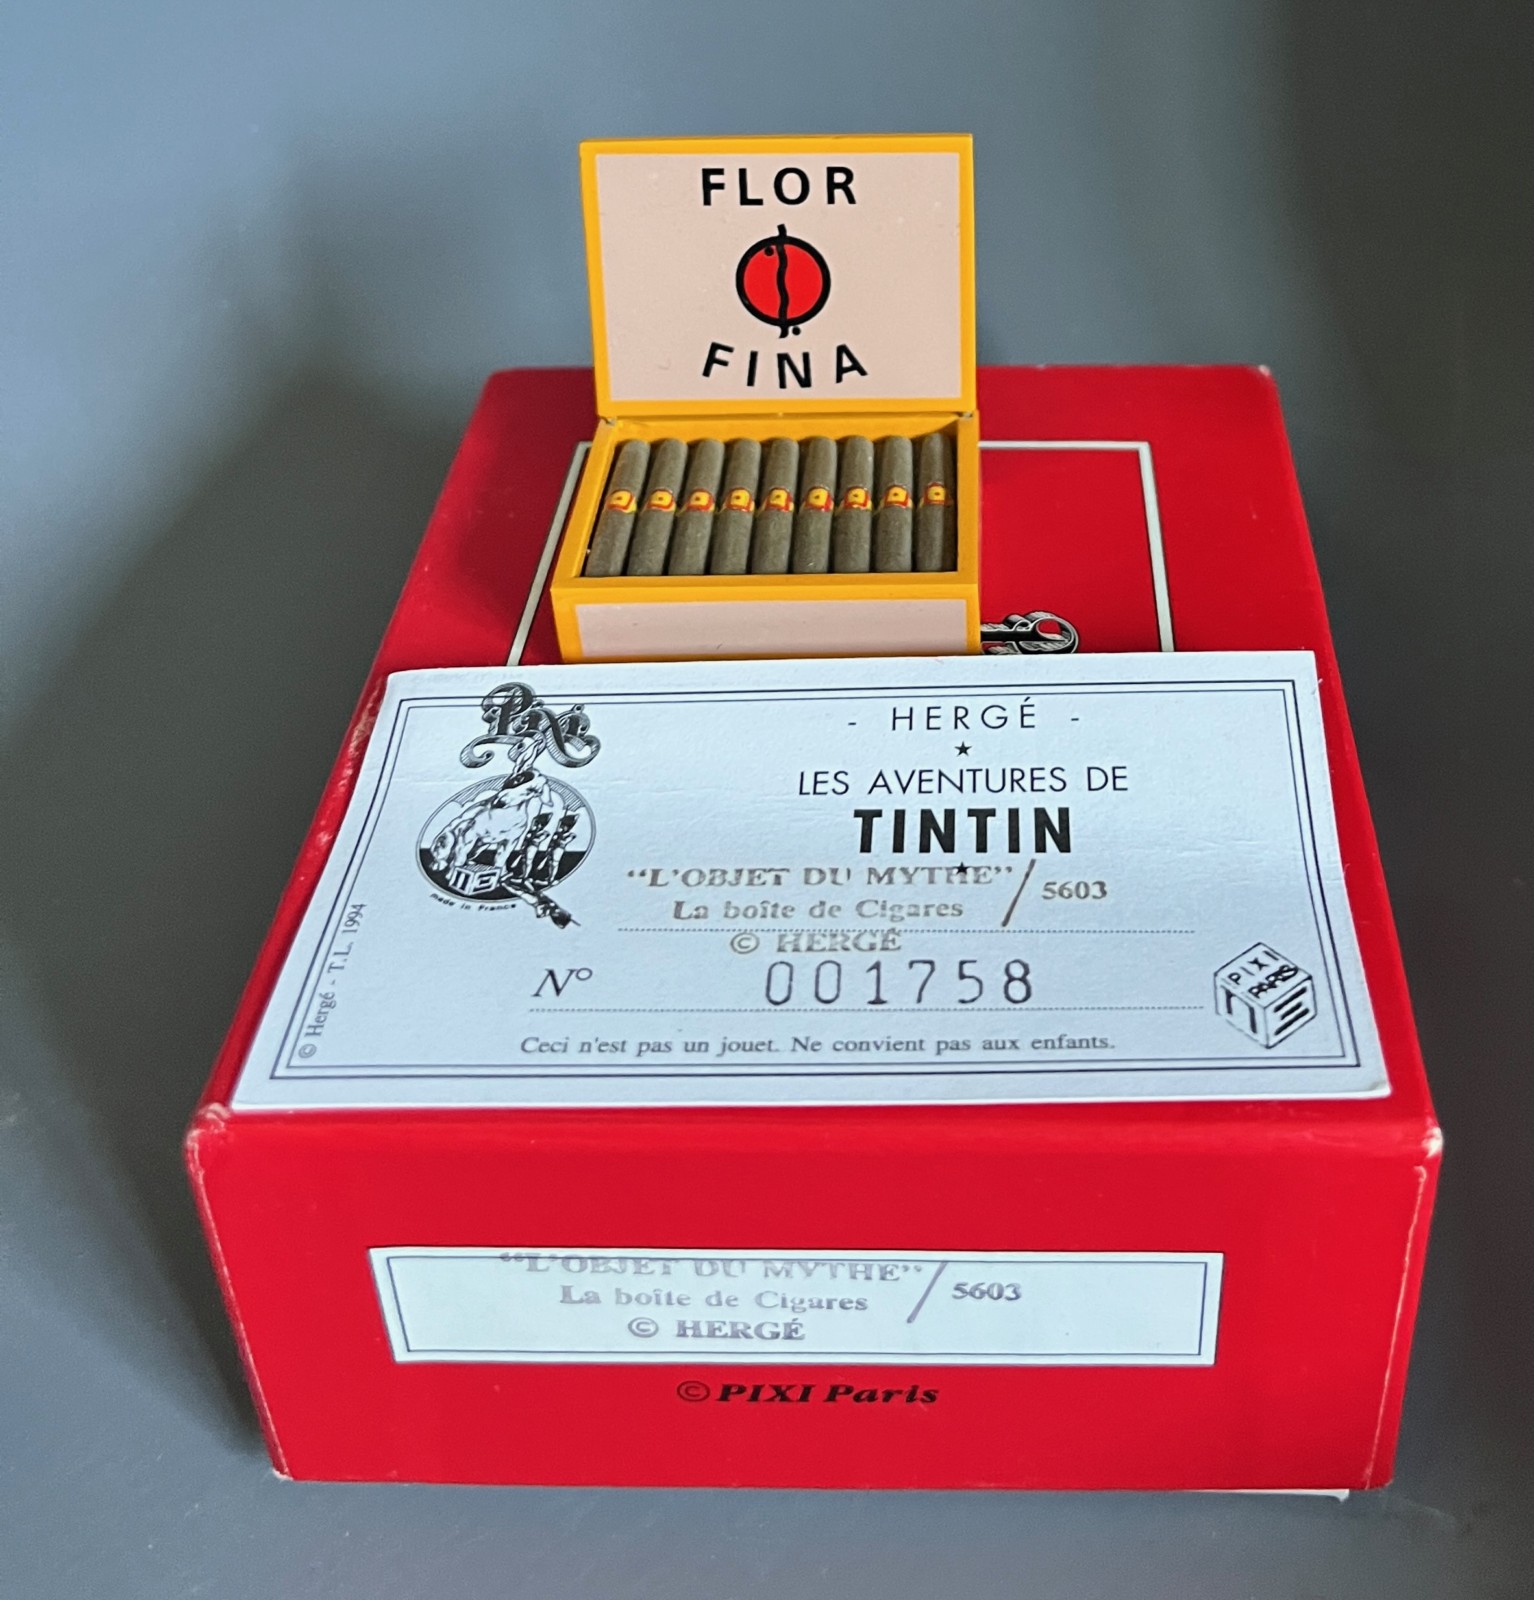 FLOR
FINA
PIXI
made in France
- HERGÉ -
LES AVENTURES DE
TINTIN
“L'OBJET DU MYTHE” / 5603
La boîte de Cigares
© HERGÉ
N° 001758
Ceci n'est pas un jouet. Ne convient pas aux enfants.
© Hergé - T.L. 1994
PIXI
PARIS
“L'OBJET DU MYTHE” / 5603
La boîte de Cigares
© HERGÉ
© PIXI Paris